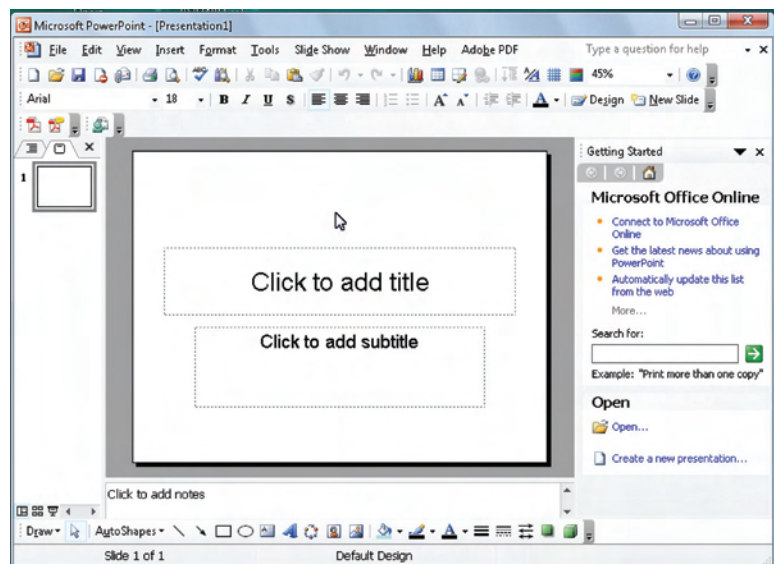 Microsoft PowerPoint - [Presentation1]
File Edit View Insert Format Tools Slide Show Window Help Adobe PDF Type a question for help
45%
Arial 18 B I U S A A A Design New Slide
1
Click to add title
Click to add subtitle
Click to add notes
Getting Started
Microsoft Office Online
Connect to Microsoft Office
Online
Get the latest news about using
PowerPoint
Automatically update this list
from the web
More...
Search for:
Example: "Print more than one copy"
Open
Open...
Create a new presentation...
Draw AutoShapes A A
Slide 1 of 1 Default Design